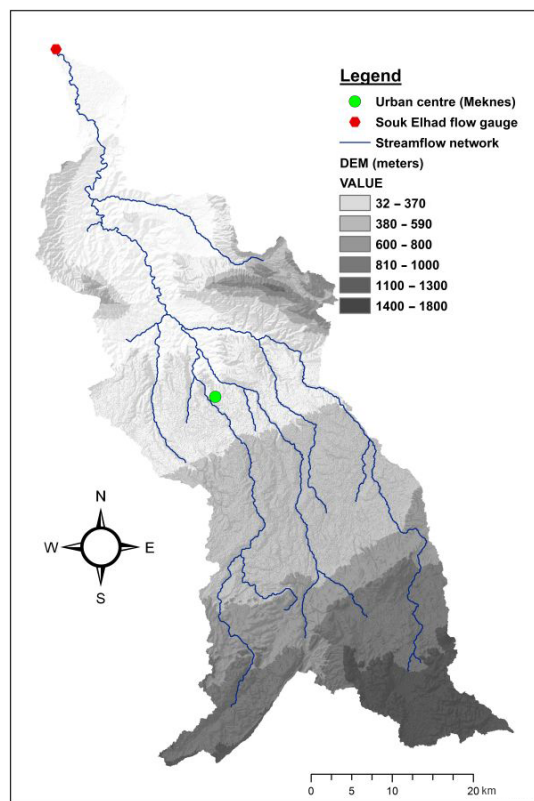 Legend
Urban centre (Meknes)
Souk Elhad flow gauge
Streamflow network
DEM (meters)
VALUE
32 – 370
380 – 590
600 – 800
810 – 1000
1100 – 1300
1400 – 1800
N
W E
S
0 5 10 20 km